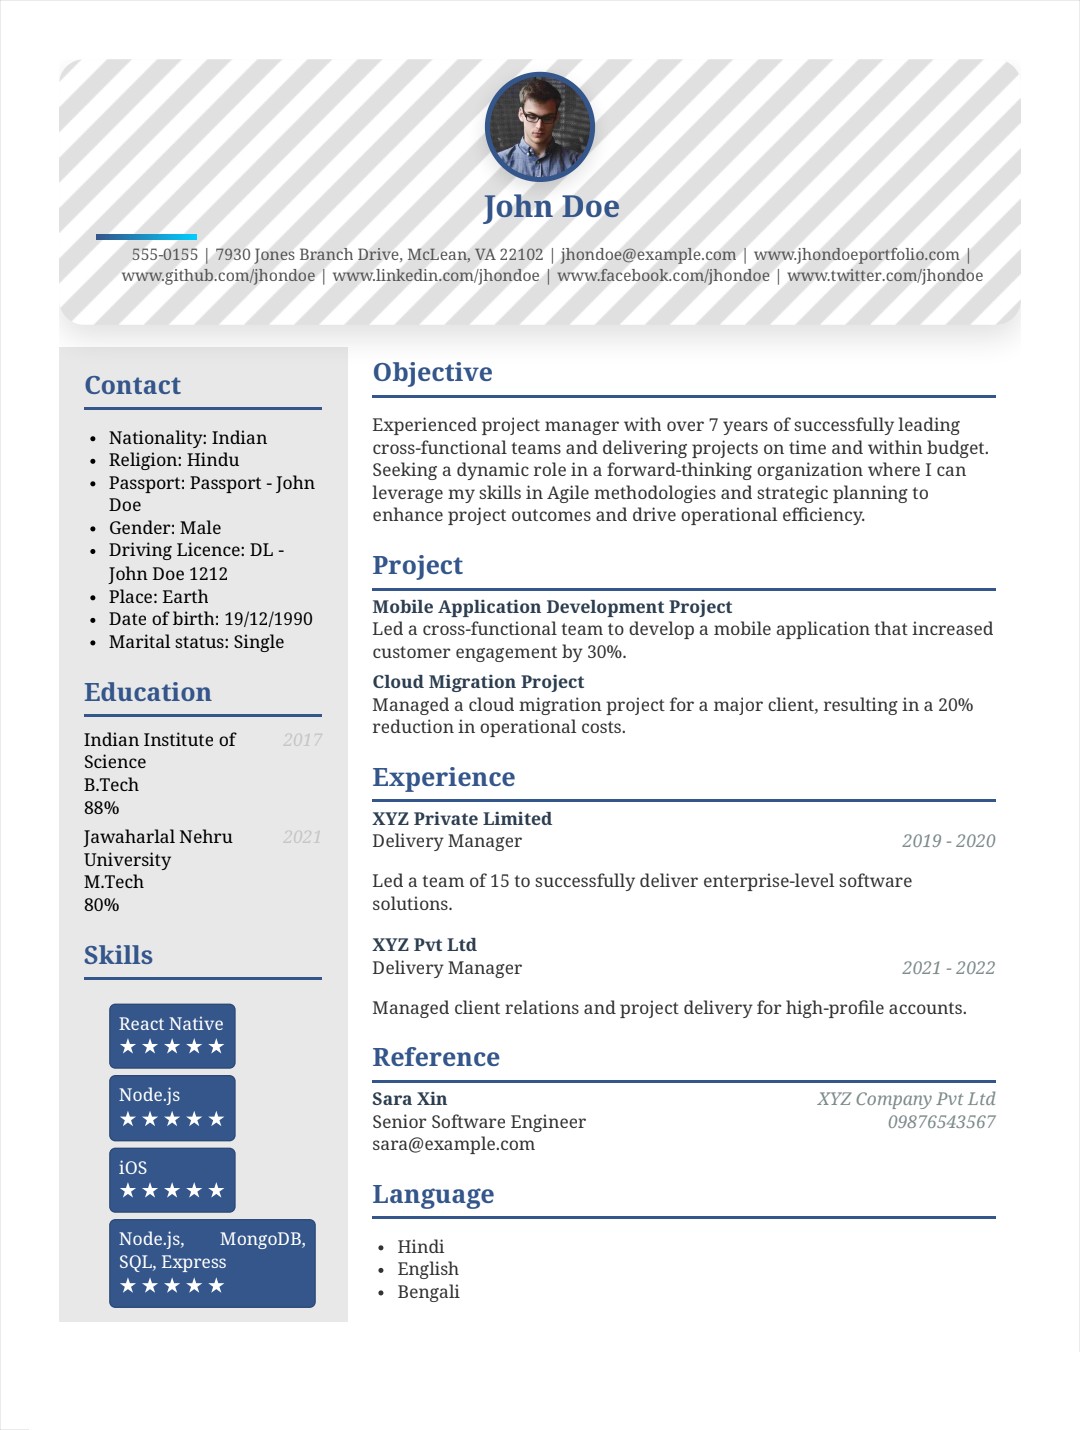 John Doe
555-0155 | 7930 Jones Branch Drive, McLean, VA 22102 | jhondoe@example.com | www.jhondoeportfolio.com |
www.github.com/jhondoe | www.linkedin.com/jhondoe | www.facebook.com/jhondoe | www.twitter.com/jhondoe
Contact
• Nationality: Indian
• Religion: Hindu
• Passport: Passport - John
Doe
• Gender: Male
• Driving Licence: DL -
John Doe 1212
• Place: Earth
• Date of birth: 19/12/1990
• Marital status: Single
Education
Indian Institute of 2017
Science
B.Tech
88%
Jawaharlal Nehru 2021
University
M.Tech
80%
Skills
React Native
★ ★ ★ ★ ★
Node.js
★ ★ ★ ★ ★
iOS
★ ★ ★ ★ ★
Node.js, MongoDB,
SQL, Express
★ ★ ★ ★ ★
Objective
Experienced project manager with over 7 years of successfully leading
cross-functional teams and delivering projects on time and within budget.
Seeking a dynamic role in a forward-thinking organization where I can
leverage my skills in Agile methodologies and strategic planning to
enhance project outcomes and drive operational efficiency.
Project
Mobile Application Development Project
Led a cross-functional team to develop a mobile application that increased
customer engagement by 30%.
Cloud Migration Project
Managed a cloud migration project for a major client, resulting in a 20%
reduction in operational costs.
Experience
XYZ Private Limited
Delivery Manager 2019 - 2020
Led a team of 15 to successfully deliver enterprise-level software
solutions.
XYZ Pvt Ltd
Delivery Manager 2021 - 2022
Managed client relations and project delivery for high-profile accounts.
Reference
Sara Xin XYZ Company Pvt Ltd
Senior Software Engineer 09876543567
sara@example.com
Language
• Hindi
• English
• Bengali